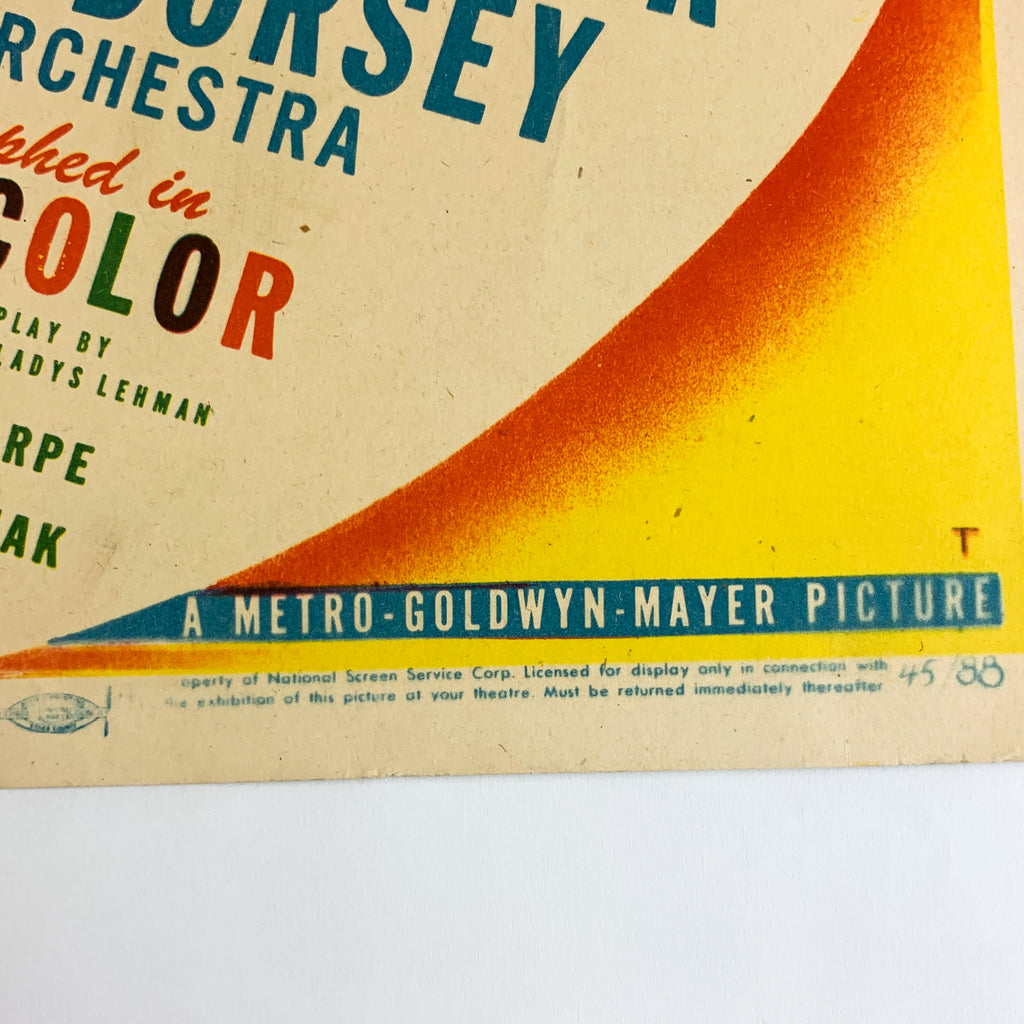 R
DORSEY
RCHESTRA
phed in
COLOR
PLAY BY
LADYS LEHMAN
RPE
AK
T
A METRO-GOLDWYN-MAYER PICTURE
operty of National Screen Service Corp. Licensed for display only in connection with
the exhibition of this picture at your theatre. Must be returned immediately thereafter
45/88